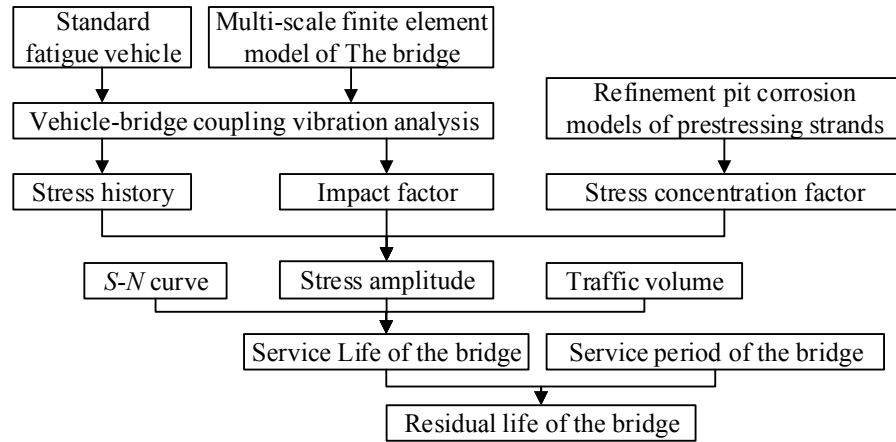 Standard
fatigue vehicle
Multi-scale finite element
model of The bridge
Refinement pit corrosion
models of prestressing strands
Vehicle-bridge coupling vibration analysis
Stress history
Impact factor
Stress concentration factor
S-N curve
Stress amplitude
Traffic volume
Service Life of the bridge
Service period of the bridge
Residual life of the bridge